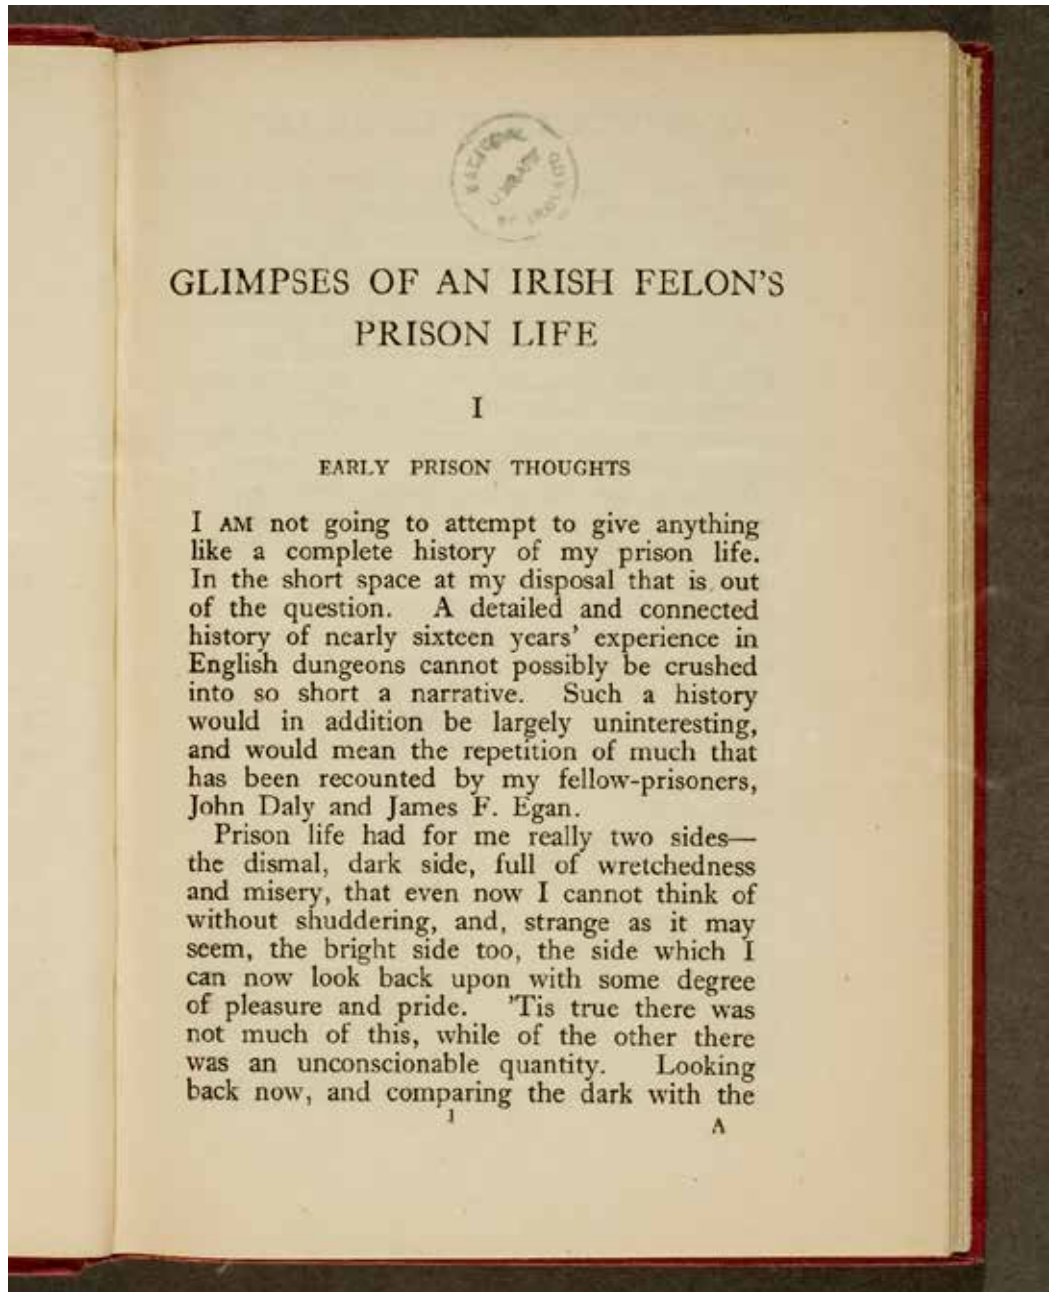 NATIONAL
LIBRARY
OF IRELAND
GLIMPSES OF AN IRISH FELON'S
PRISON LIFE
I
EARLY PRISON THOUGHTS
I AM not going to attempt to give anything
like a complete history of my prison life.
In the short space at my disposal that is out
of the question. A detailed and connected
history of nearly sixteen years' experience in
English dungeons cannot possibly be crushed
into so short a narrative. Such a history
would in addition be largely uninteresting,
and would mean the repetition of much that
has been recounted by my fellow-prisoners,
John Daly and James F. Egan.
Prison life had for me really two sides—
the dismal, dark side, full of wretchedness
and misery, that even now I cannot think of
without shuddering, and, strange as it may
seem, the bright side too, the side which I
can now look back upon with some degree
of pleasure and pride. 'Tis true there was
not much of this, while of the other there
was an unconscionable quantity. Looking
back now, and comparing the dark with the
1
A